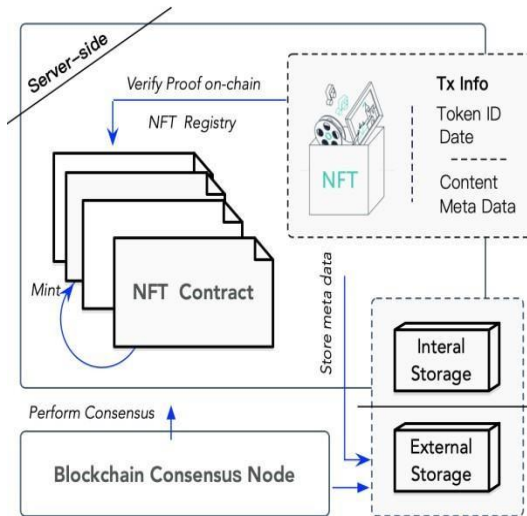 Server-side
Verify Proof on-chain
NFT Registry
Tx Info
Token ID
Date
Content
Meta Data
NFT
Mint
NFT Contract
Store meta data
Interal
Storage
Perform Consensus
Blockchain Consensus Node
External
Storage